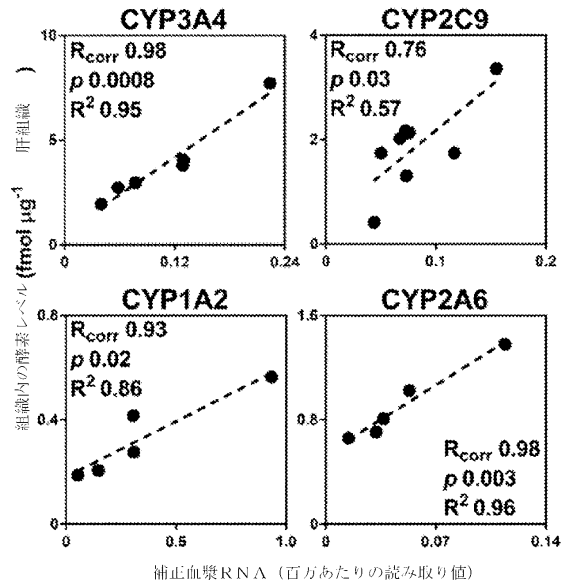 CYP3A4
10
R_corr 0.98
p 0.0008
R² 0.95
5
0
0
0.12
0.24
CYP2C9
4
R_corr 0.76
p 0.03
R² 0.57
2
0
0
0.1
0.2
CYP1A2
0.8
R_corr 0.93
p 0.02
R² 0.86
0.4
0
0
0.5
1.0
CYP2A6
1.6
0.8
R_corr 0.98
p 0.003
R² 0.96
0
0
0.07
0.14
組織内の酵素レベル(fmol µg⁻¹ 肝組織 )
補正血漿RNA（百万あたりの読み取り値）